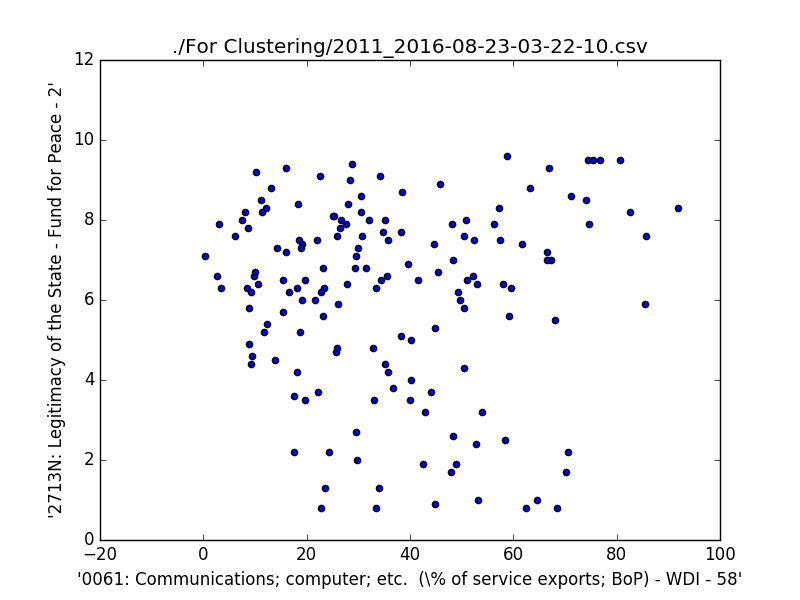 ./For Clustering/2011_2016-08-23-03-22-10.csv
12
10
8
6
4
2
0
'2713N: Legitimacy of the State - Fund for Peace - 2'
−20 0 20 40 60 80 100
'0061: Communications; computer; etc.  (\% of service exports; BoP) - WDI - 58'